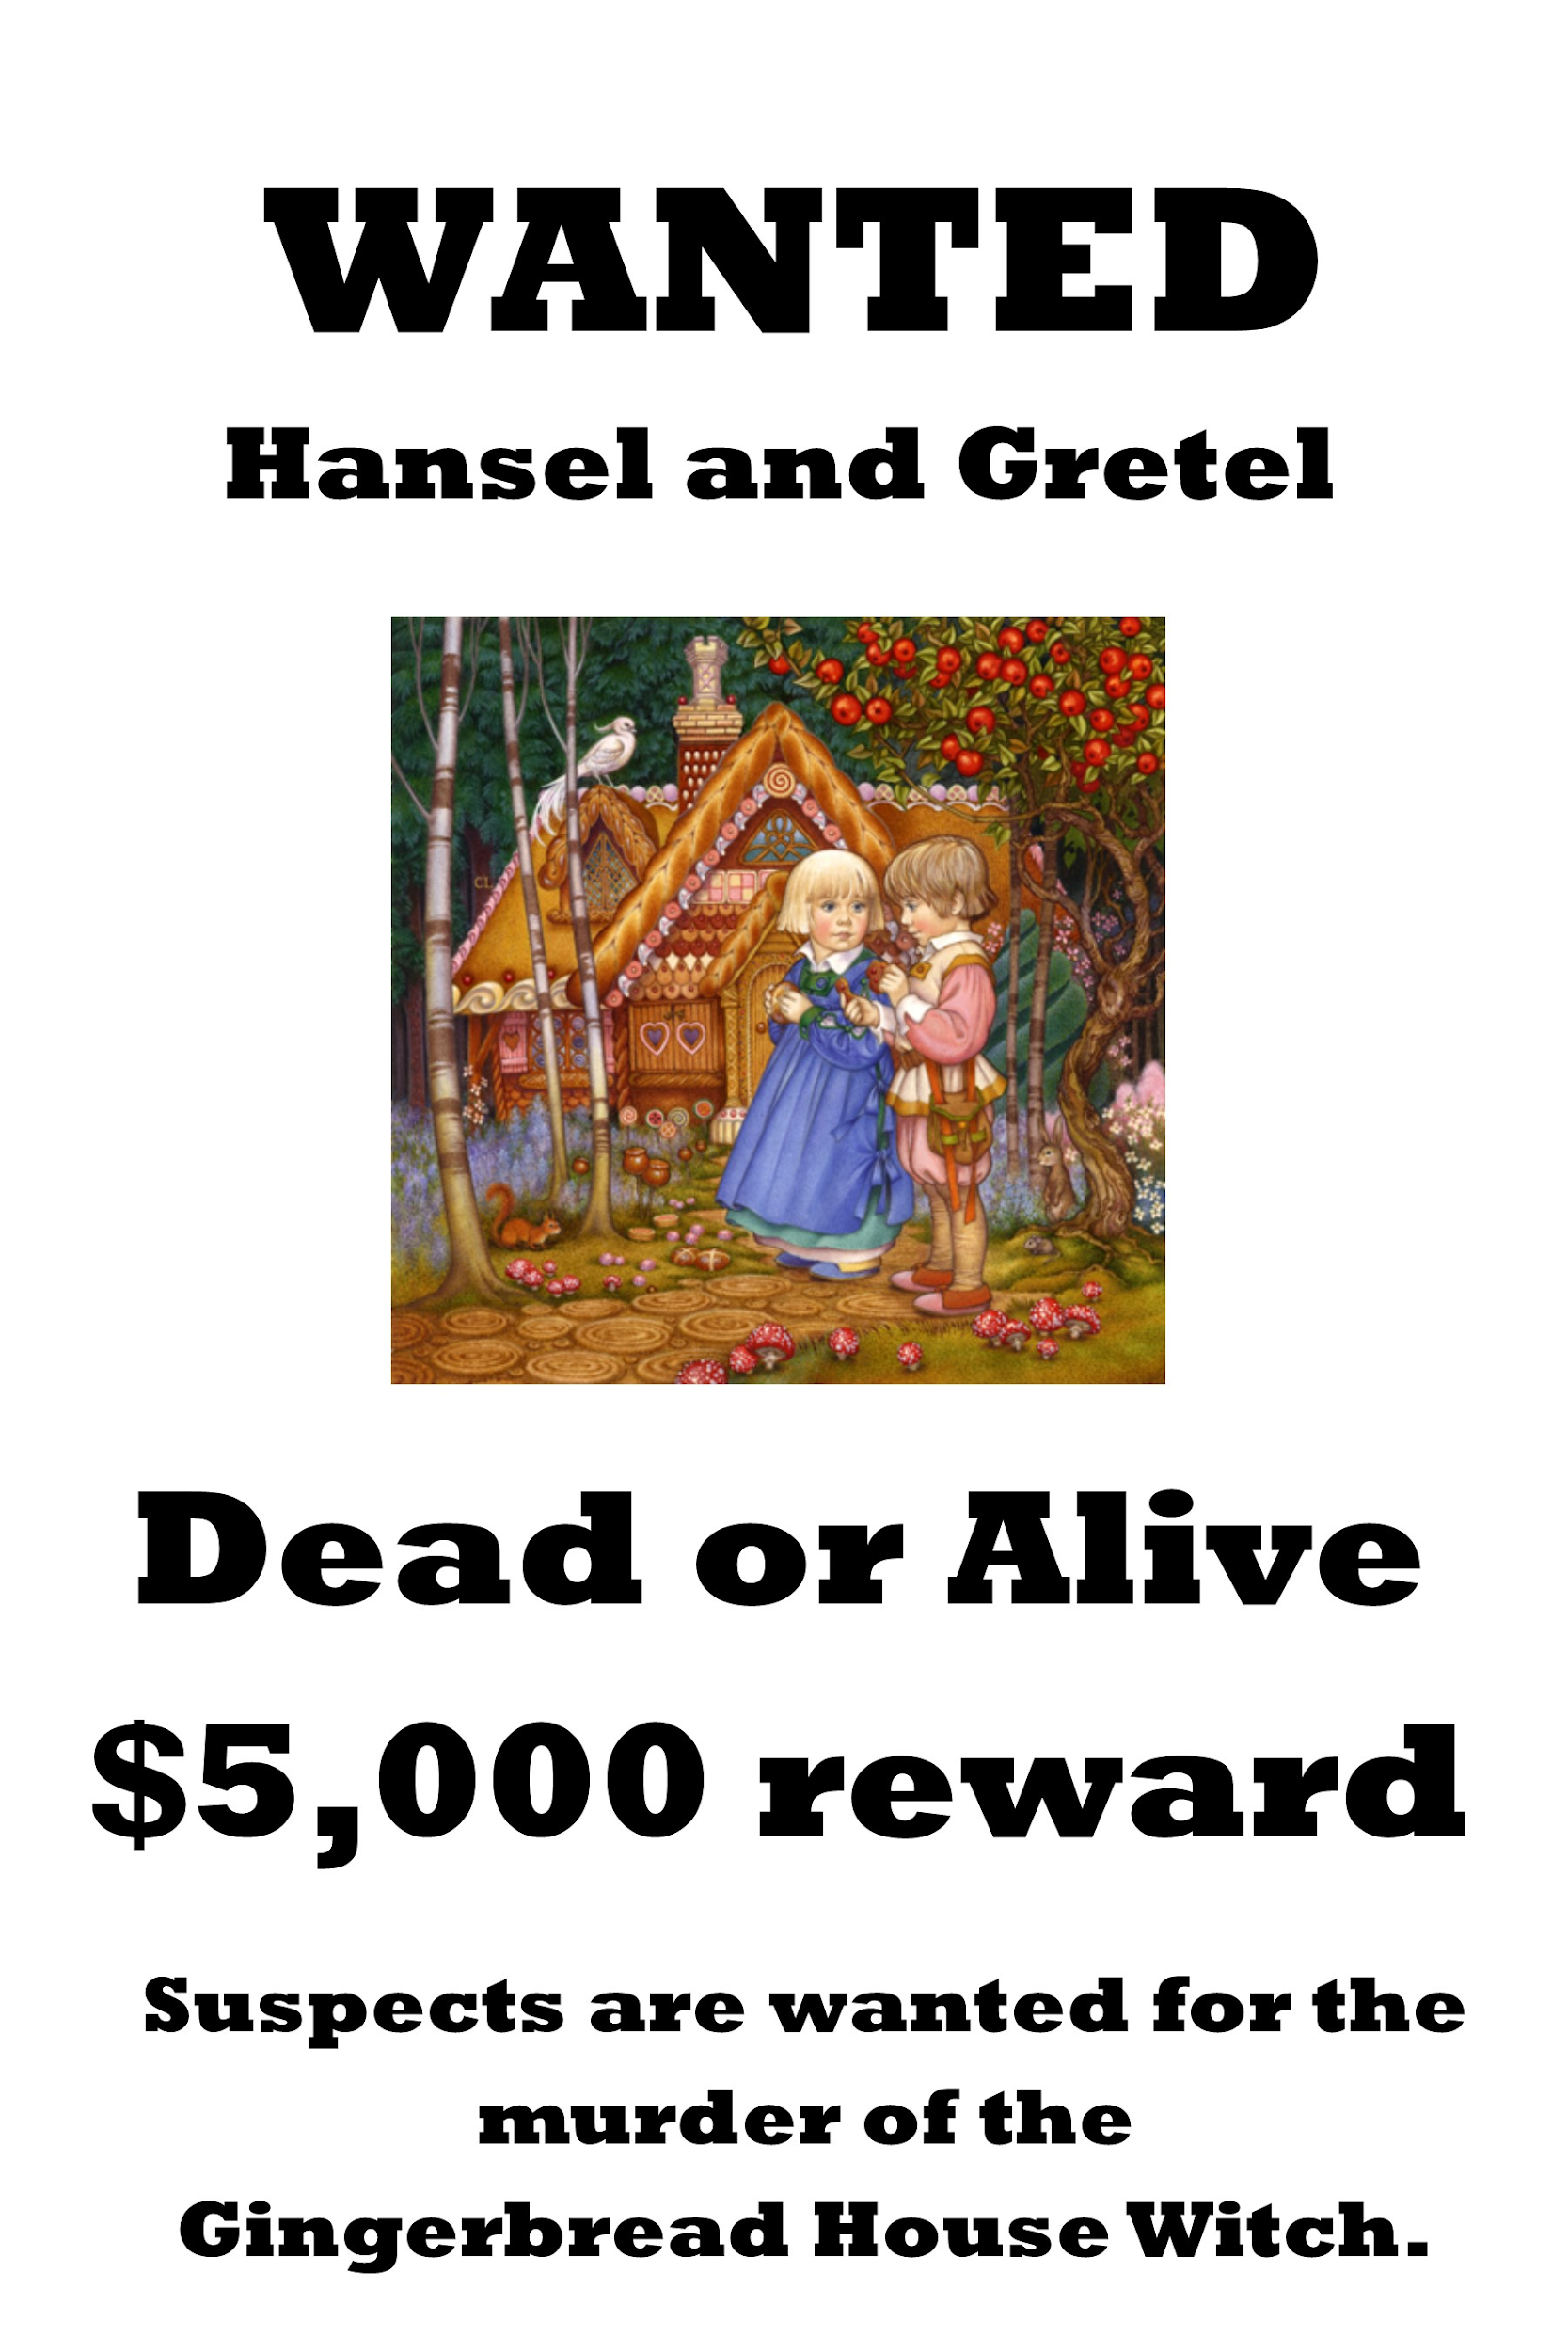 WANTED
Hansel and Gretel
Dead or Alive
$5,000 reward
Suspects are wanted for the
murder of the
Gingerbread House Witch.